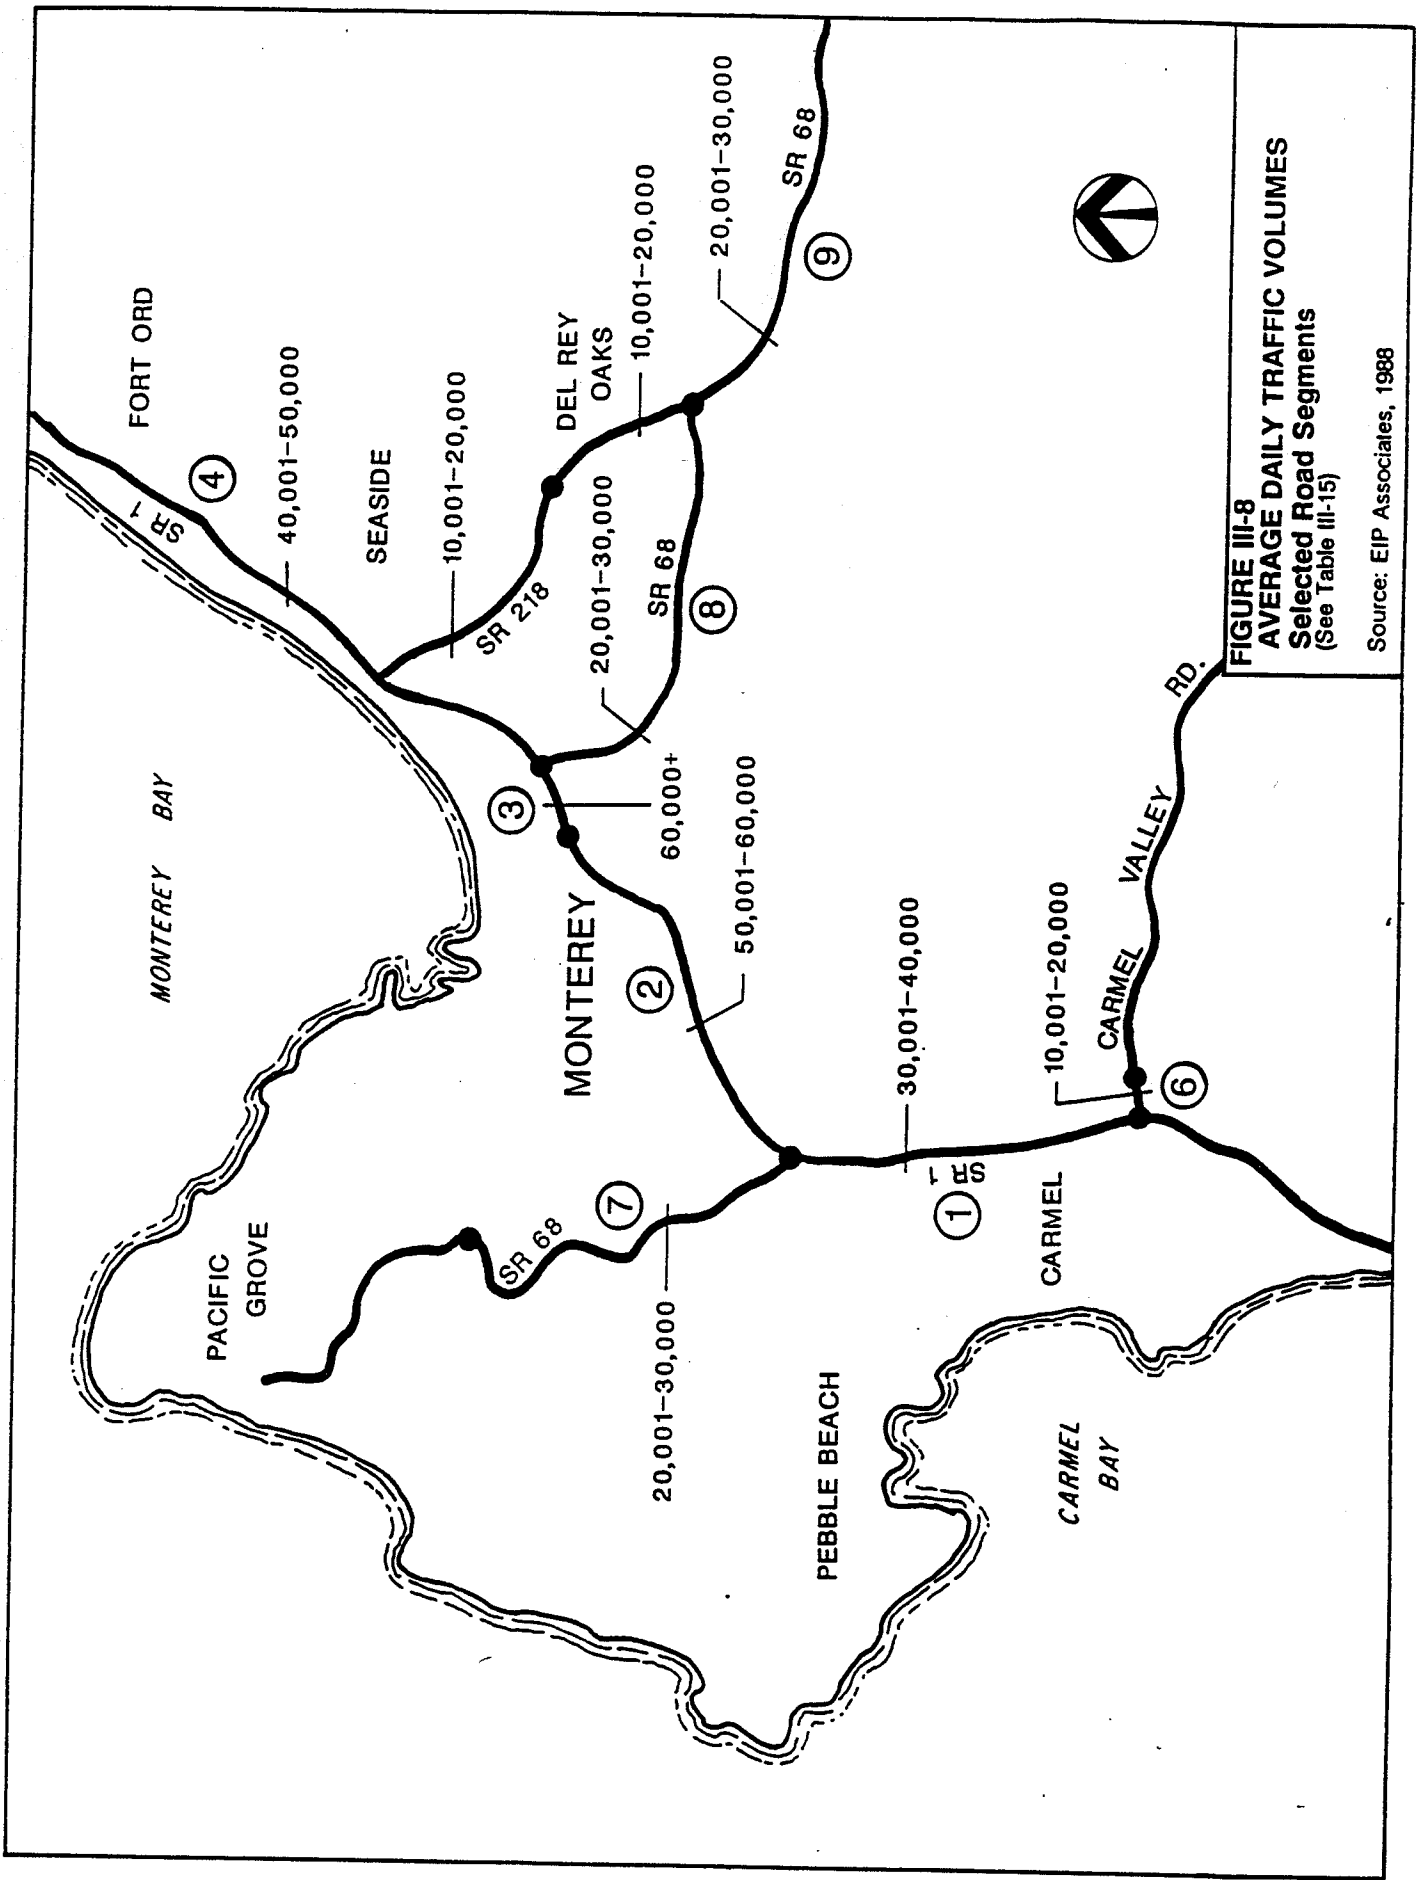 MONTEREY BAY
PACIFIC
GROVE
SR 68
7
20,001-30,000
PEBBLE BEACH
CARMEL
BAY
CARMEL
1
SR 1
30,001-40,000
MONTEREY
2
50,001-60,000
3
60,000+
FORT ORD
SR 1
4
40,001-50,000
SEASIDE
10,001-20,000
SR 218
DEL REY
OAKS
10,001-20,000
20,001-30,000
SR 68
8
20,001-30,000
SR 68
9
10,001-20,000
6
CARMEL VALLEY RD.
FIGURE III-8
AVERAGE DAILY TRAFFIC VOLUMES
Selected Road Segments
(See Table III-15)
Source: EIP Associates, 1988